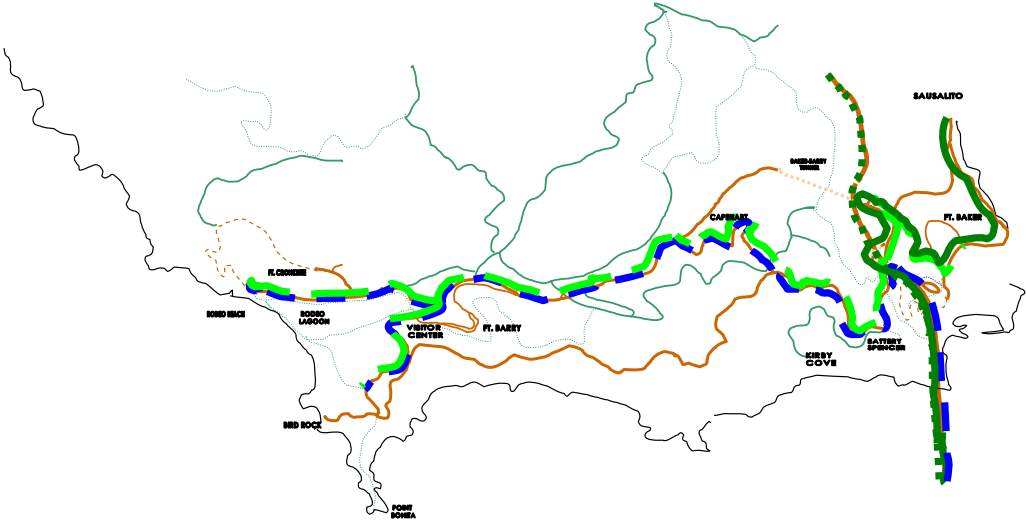 SAUSALITO
BAKER-BARRY
TUNNEL
CAPEHART
FT. BAKER
FT. CRONKHITE
RODEO BEACH
RODEO
LAGOON
VISITOR
CENTER
FT. BARRY
BATTERY
SPENCER
KIRBY
COVE
BIRD ROCK
POINT
BONITA